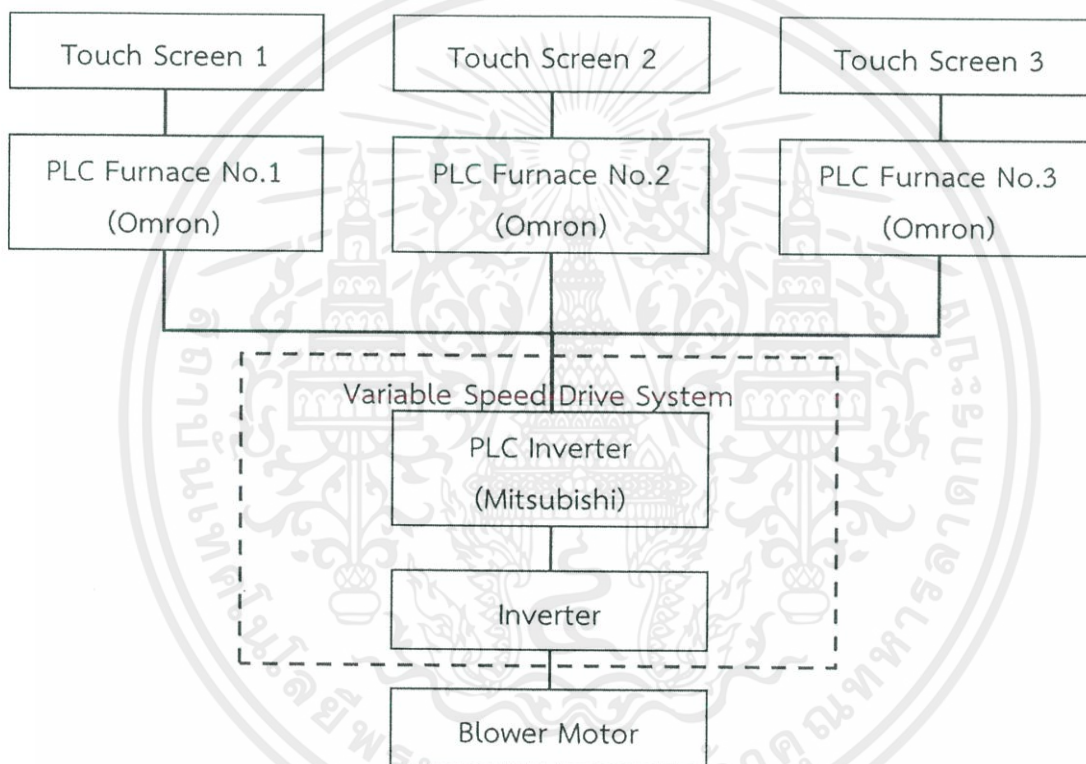 Touch Screen 1
Touch Screen 2
Touch Screen 3
PLC Furnace No.1
(Omron)
PLC Furnace No.2
(Omron)
PLC Furnace No.3
(Omron)
Variable Speed Drive System
PLC Inverter
(Mitsubishi)
Inverter
Blower Motor